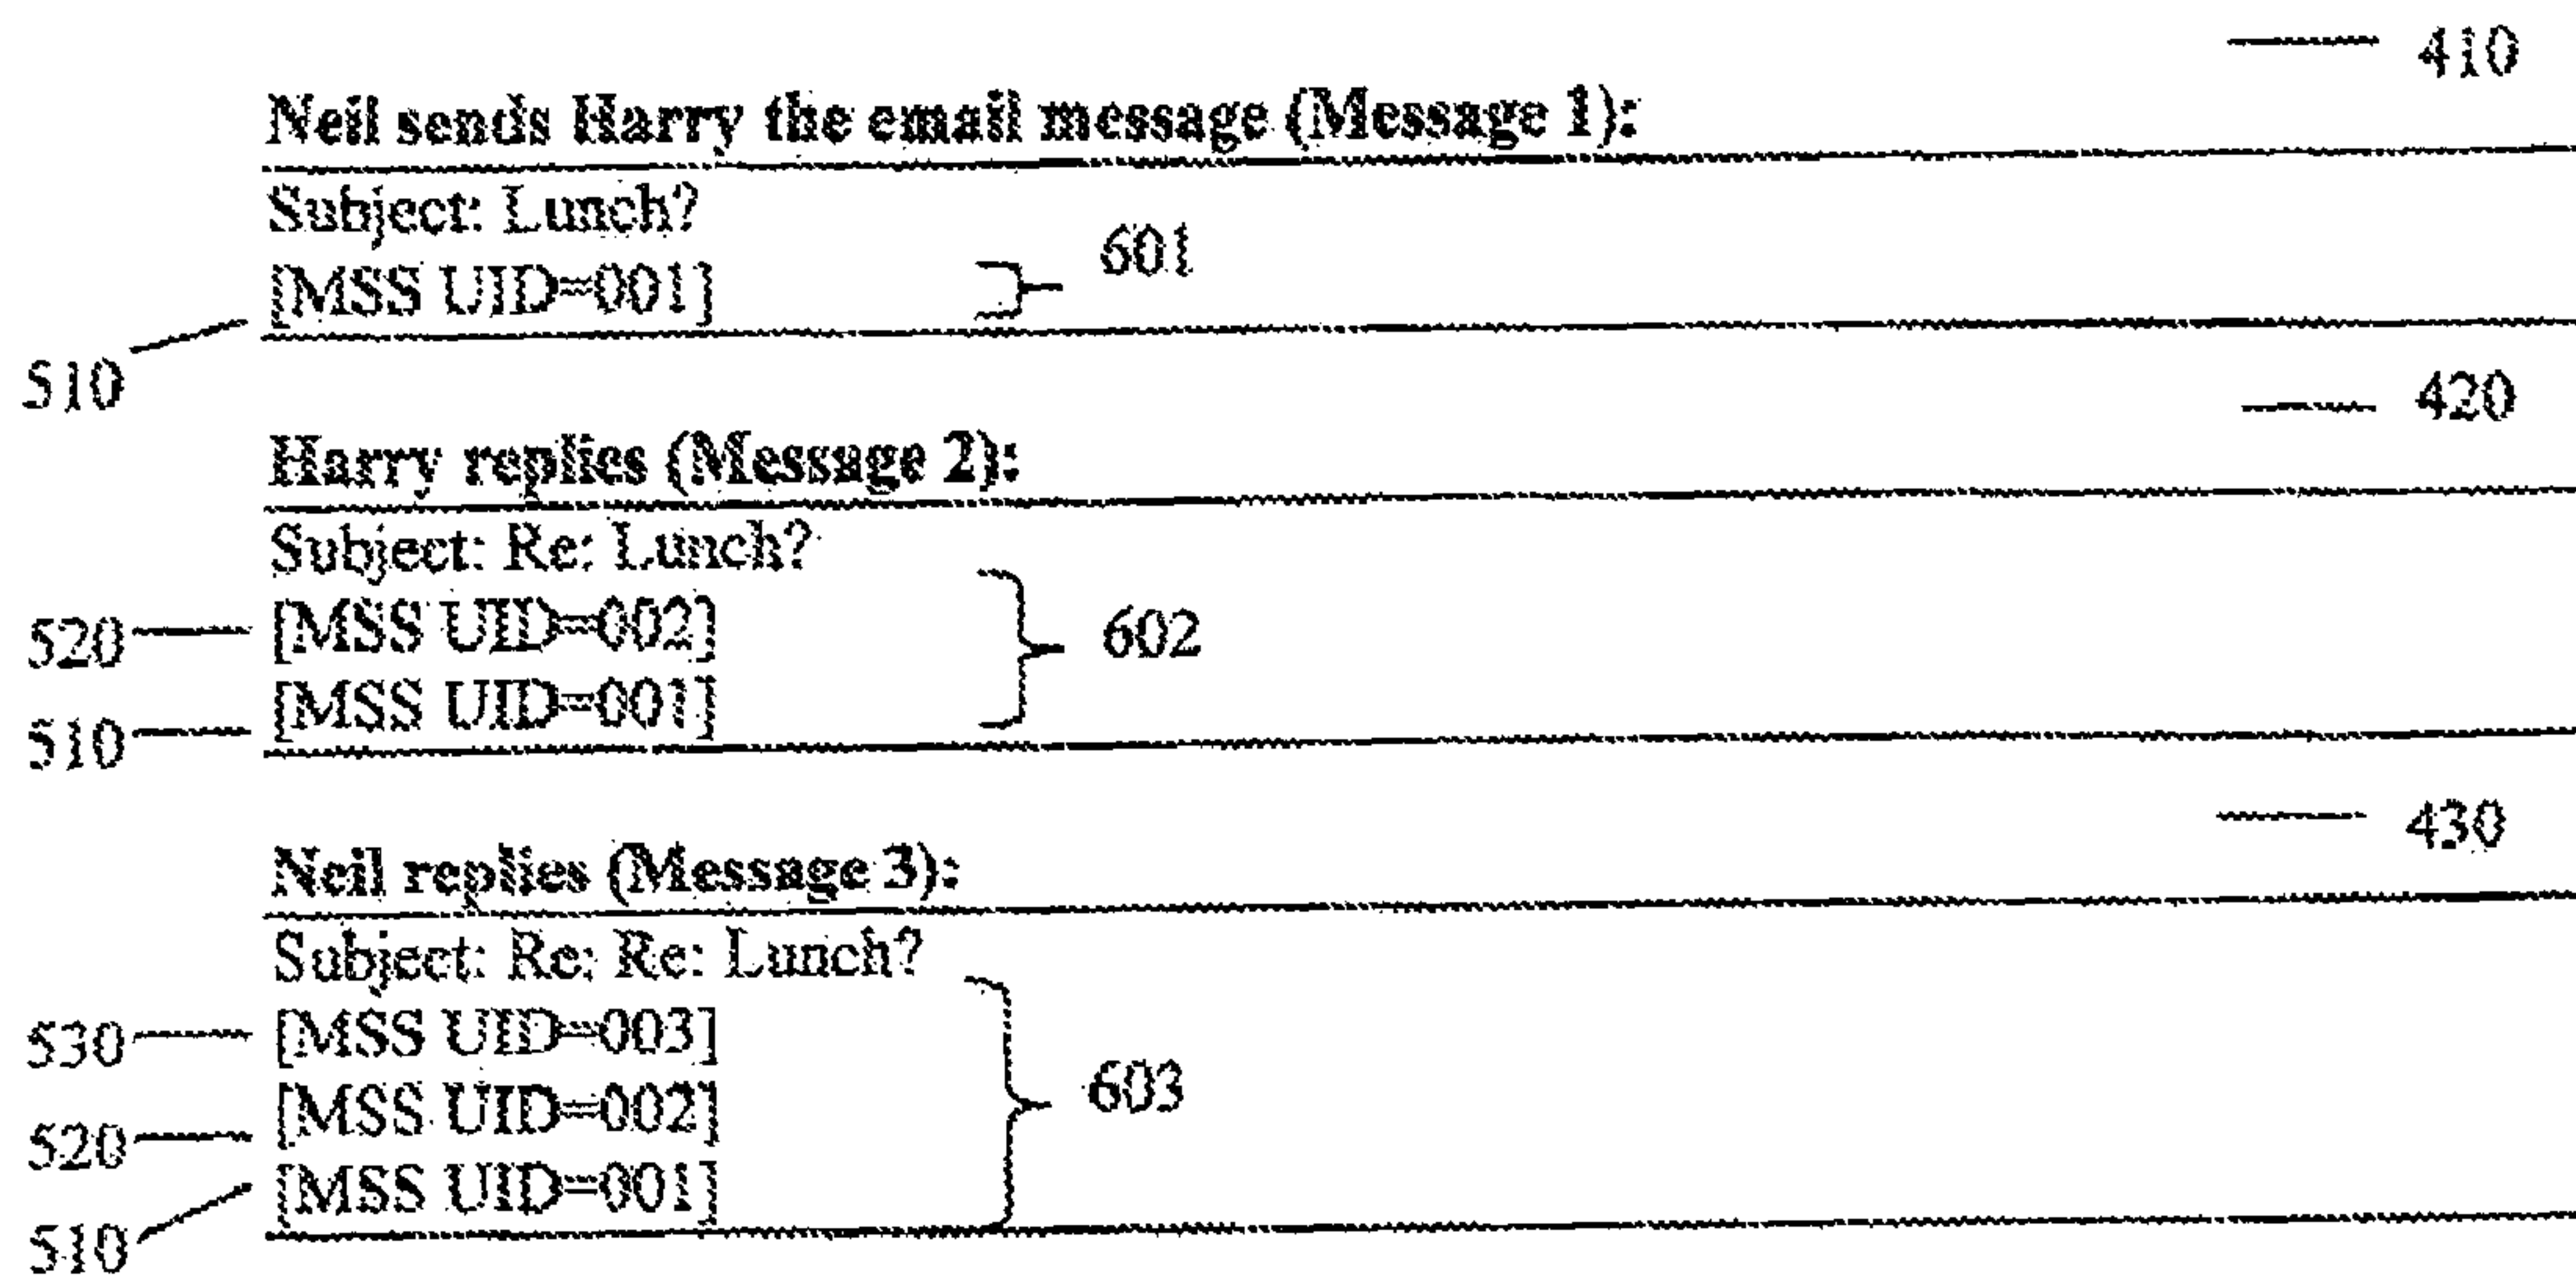 410
Neil sends Harry the email message (Message 1):
Subject: Lunch?
601
[MSS UID=001]
510
420
Harry replies (Message 2):
Subject: Re: Lunch?
520 [MSS UID=002]
602
510 [MSS UID=001]
430
Neil replies (Message 3):
Subject: Re: Re: Lunch?
530 [MSS UID=003]
603
520 [MSS UID=002]
510 [MSS UID=001]